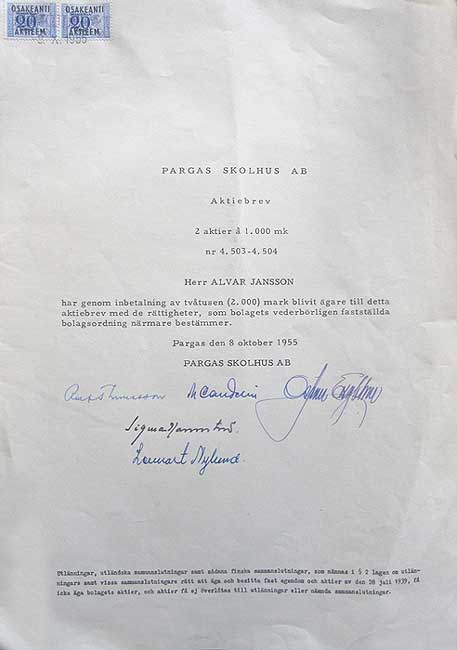 OSAKEANTI OSAKEANTI
20 20
AKTIEEM AKTIEEM
8. X. 1955
PARGAS SKOLHUS AB
Aktiebrev
2 aktier à 1.000 mk
nr 4.503-4.504
Herr ALVAR JANSSON
har genom inbetalning av tvåtusen (2.000) mark blivit ägare till detta
aktiebrev med de rättigheter, som bolagets vederbörligen fastställda
bolagsordning närmare bestämmer.
Pargas den 8 oktober 1955
PARGAS SKOLHUS AB
Lennart Nylund.
Utlänningar, utländska sammanslutningar samt sådana finska sammanslutningar, som nämnas i § 2 lagen om utlän-
ningars samt vissa sammanslutningars rätt att äga och besitta fast egendom och aktier av den 28 juli 1939, få
icke äga bolagets aktier, och aktier få ej överlåtas till utlänningar eller nämnda sammanslutningar.